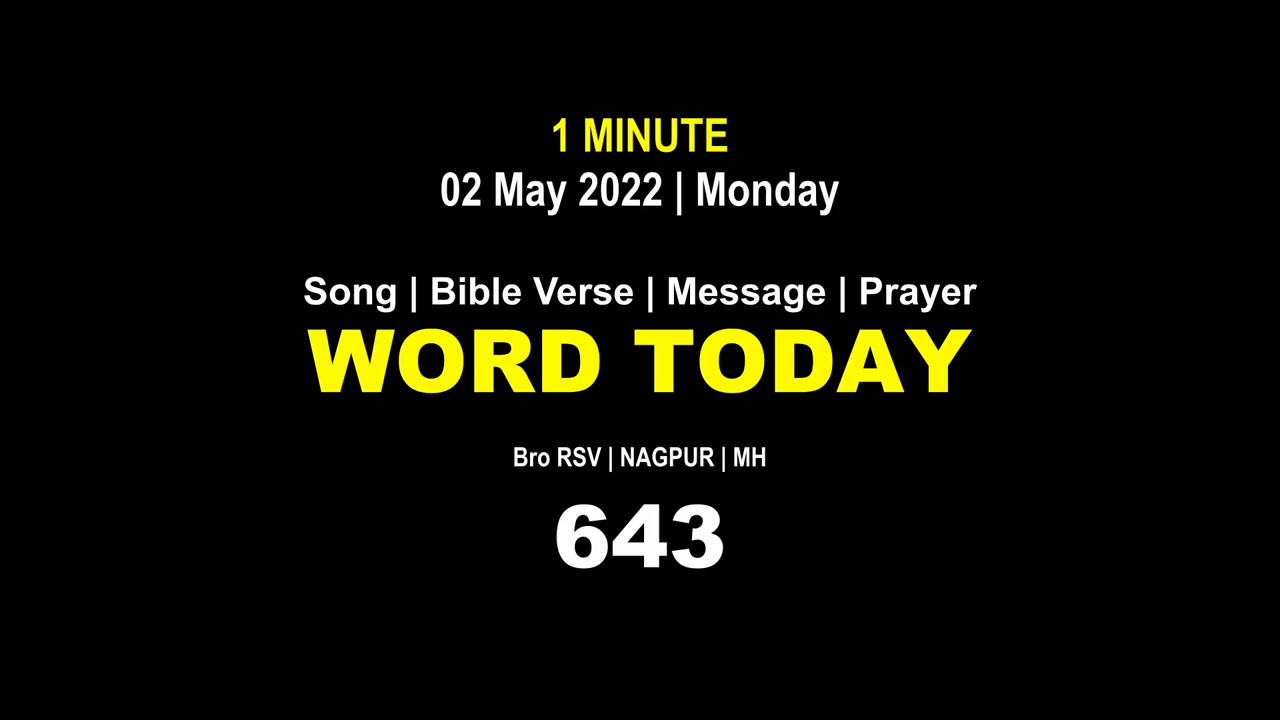 1 MINUTE
02 May 2022 | Monday
Song | Bible Verse | Message | Prayer
WORD TODAY
Bro RSV | NAGPUR | MH
643